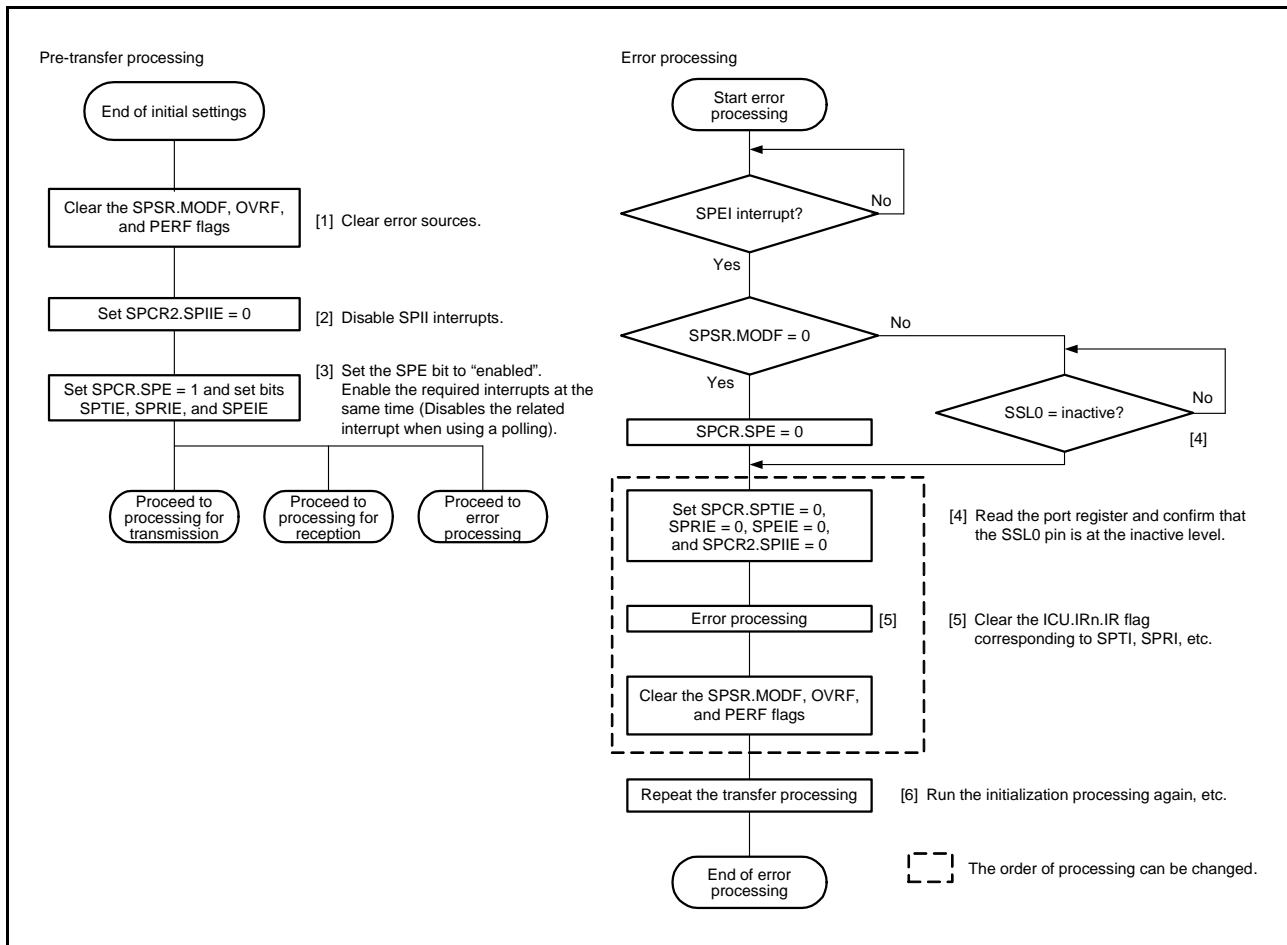 Pre-transfer processing
End of initial settings
Clear the SPSR.MODF, OVRF,
and PERF flags
[1] Clear error sources.
Set SPCR2.SPIIE = 0
[2] Disable SPII interrupts.
Set SPCR.SPE = 1 and set bits
SPTIE, SPRIE, and SPEIE
[3] Set the SPE bit to “enabled”.
Enable the required interrupts at the
same time (Disables the related
interrupt when using a polling).
Proceed to
processing for
transmission
Proceed to
processing for
reception
Proceed to
error
processing
Error processing
Start error
processing
SPEI interrupt?
No
Yes
SPSR.MODF = 0
No
Yes
SSL0 = inactive?
No
[4]
SPCR.SPE = 0
Set SPCR.SPTIE = 0,
SPRIE = 0, SPEIE = 0,
and SPCR2.SPIIE = 0
[4] Read the port register and confirm that
the SSL0 pin is at the inactive level.
Error processing
[5]
[5] Clear the ICU.IRn.IR flag
corresponding to SPTI, SPRI, etc.
Clear the SPSR.MODF, OVRF,
and PERF flags
Repeat the transfer processing
[6] Run the initialization processing again, etc.
End of error
processing
The order of processing can be changed.